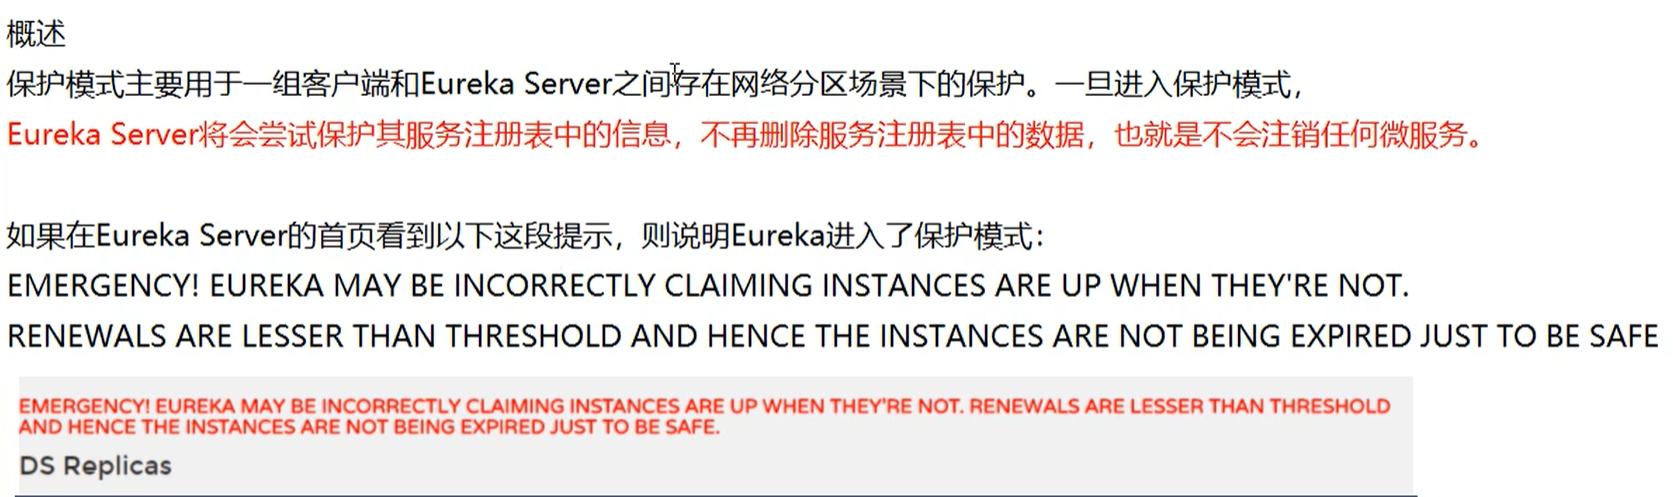 概述
保护模式主要用于一组客户端和Eureka Server之间存在网络分区场景下的保护。一旦进入保护模式，
Eureka Server将会尝试保护其服务注册表中的信息，不再删除服务注册表中的数据，也就是不会注销任何微服务。
如果在Eureka Server的首页看到以下这段提示，则说明Eureka进入了保护模式：
EMERGENCY! EUREKA MAY BE INCORRECTLY CLAIMING INSTANCES ARE UP WHEN THEY'RE NOT.
RENEWALS ARE LESSER THAN THRESHOLD AND HENCE THE INSTANCES ARE NOT BEING EXPIRED JUST TO BE SAFE
EMERGENCY! EUREKA MAY BE INCORRECTLY CLAIMING INSTANCES ARE UP WHEN THEY'RE NOT. RENEWALS ARE LESSER THAN THRESHOLD
AND HENCE THE INSTANCES ARE NOT BEING EXPIRED JUST TO BE SAFE.
DS Replicas